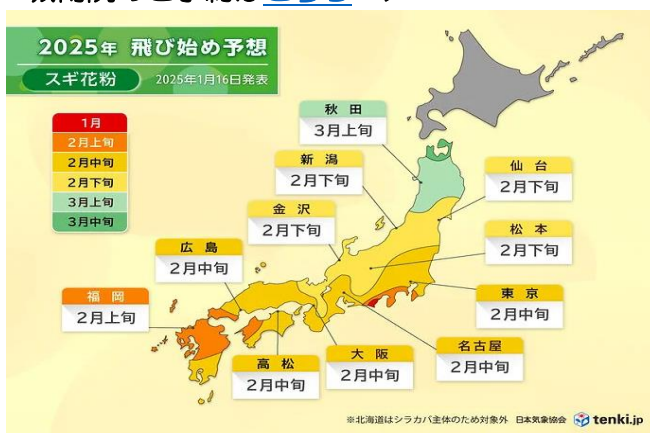 2025年 飛び始め予想
スギ花粉
2025年1月16日発表
1月
2月上旬
2月中旬
2月下旬
3月上旬
3月中旬
秋田
3月上旬
新潟
2月下旬
仙台
2月下旬
金沢
2月下旬
松本
2月下旬
広島
2月中旬
東京
2月中旬
福岡
2月上旬
名古屋
2月中旬
高松
2月中旬
大阪
2月中旬
※北海道はシラカバ主体のため対象外 日本気象協会 tenki.jp